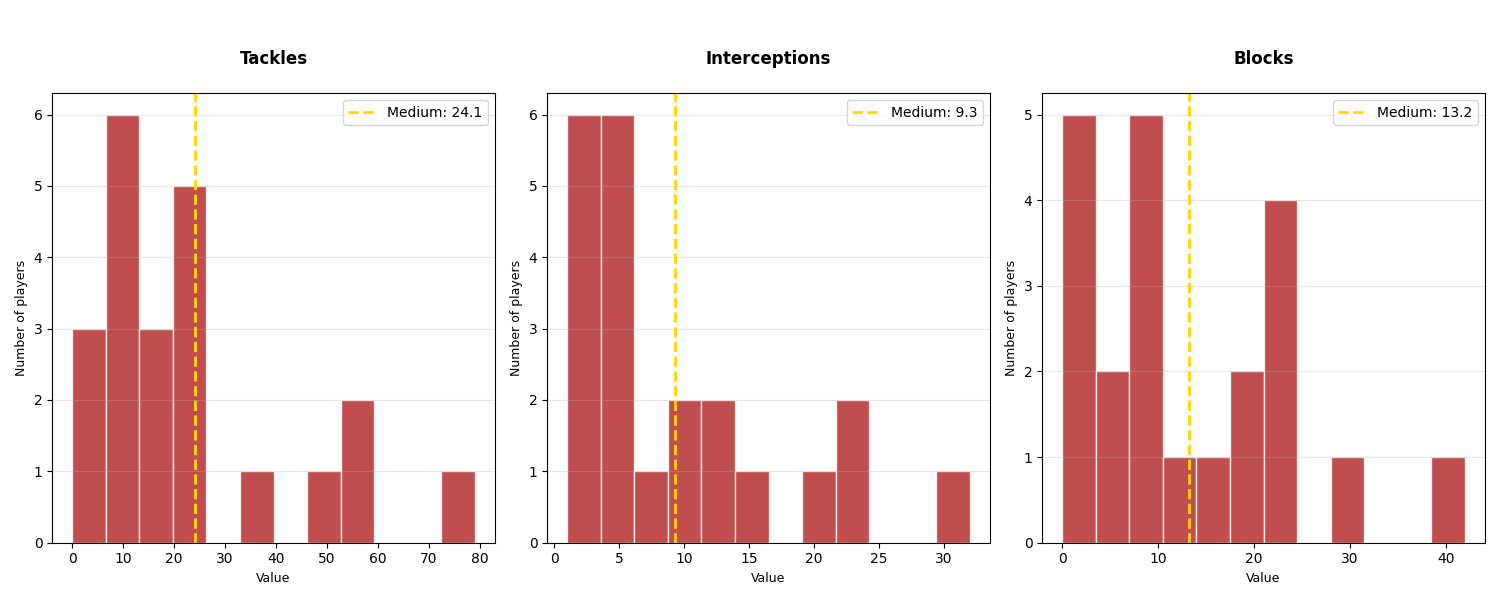 Tackles
Medium: 24.1
6
5
4
3
2
1
0
Number of players
0 10 20 30 40 50 60 70 80
Value
Interceptions
Medium: 9.3
6
5
4
3
2
1
0
Number of players
0 5 10 15 20 25 30
Value
Blocks
Medium: 13.2
5
4
3
2
1
0
Number of players
0 10 20 30 40
Value